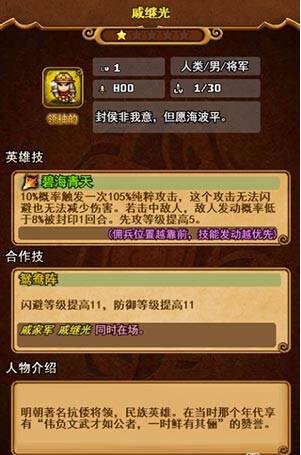 戚继光
LV 1
人类/男/将军
800
1/30
领袖的
封侯非我意，但愿海波平。
英雄技
碧海青天
10%概率触发一次105%纯粹攻击，这个攻击无法闪
避也无法减少伤害。若击中敌人，敌人发动概率低
于8%被封印1回合。先攻等级提高5。
(佣兵位置越靠前，技能发动越优先)
合作技
鸳鸯阵
闪避等级提高11，防御等级提高11
戚家军 戚继光 同时在场。
人物介绍
明朝著名抗倭将领，民族英雄。在当时那个年代享
有“伟负文武才如公者，一时鲜有其俪”的赞誉。